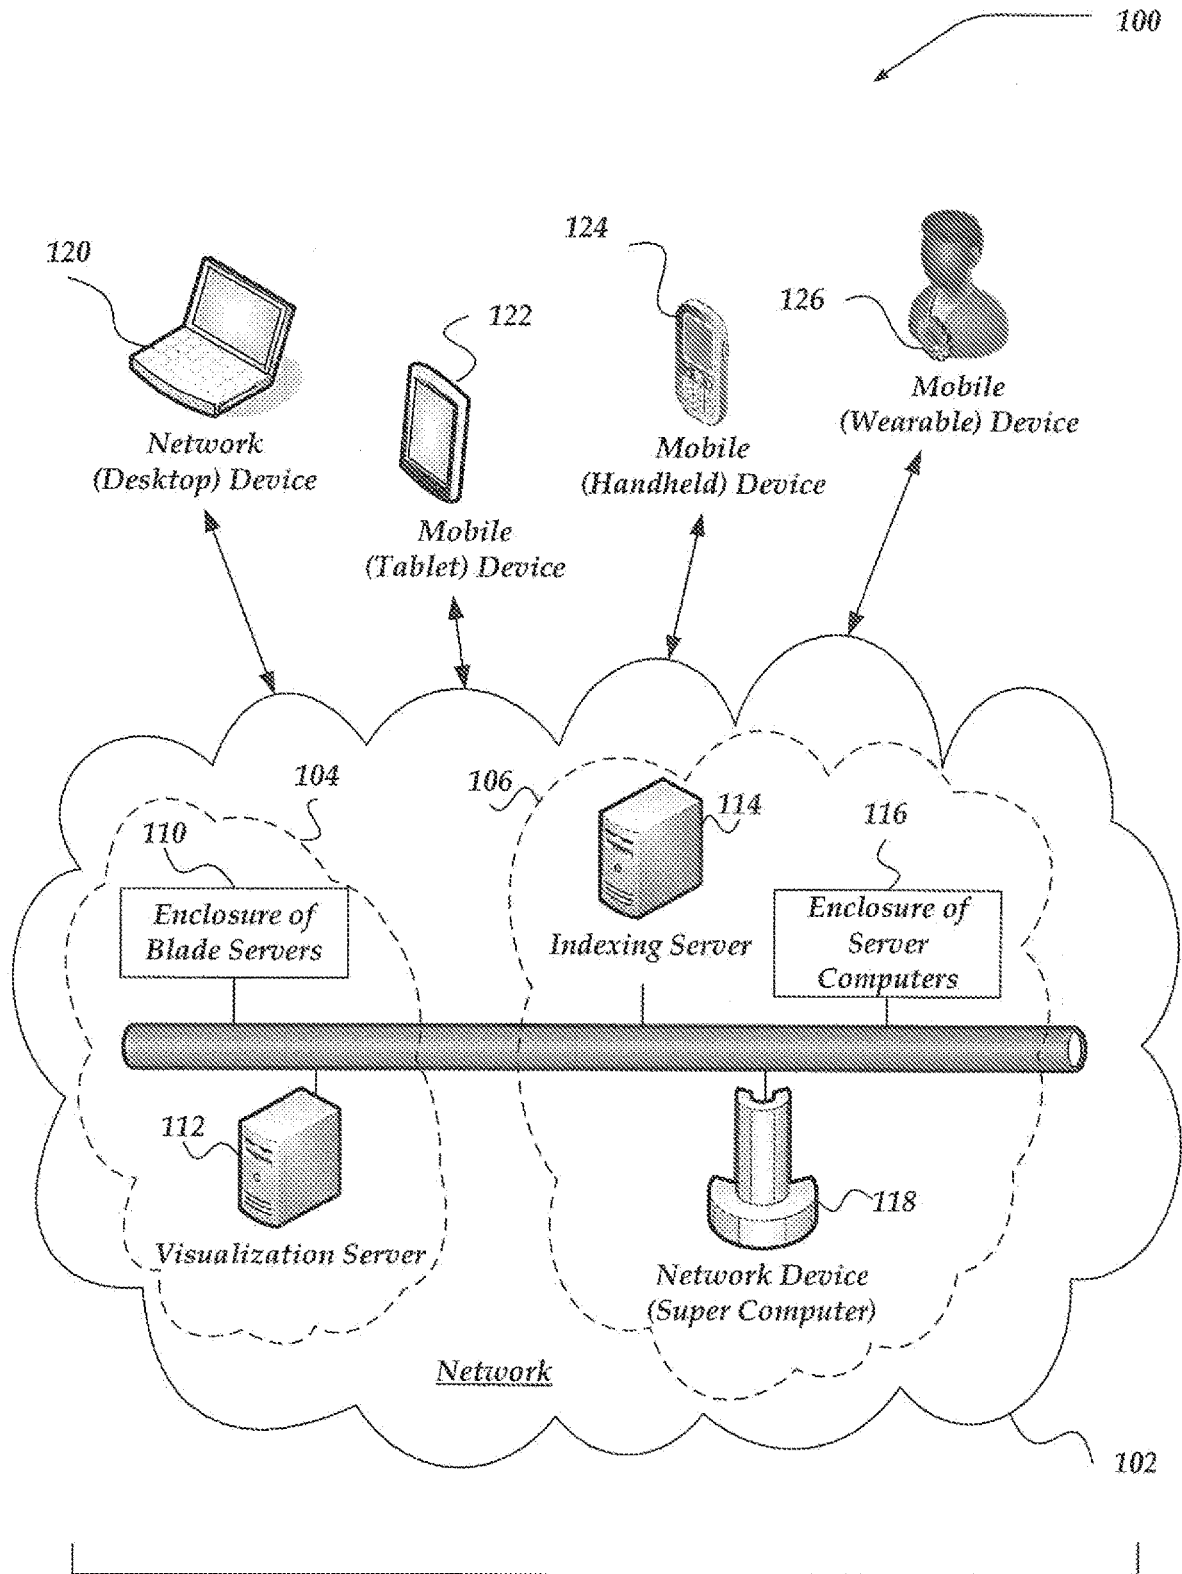 100
120
124
126
122
Mobile
(Wearable) Device
Network
(Desktop) Device
Mobile
(Handheld) Device
Mobile
(Tablet) Device
104
106
114
116
110
Enclosure of
Blade Servers
Enclosure of
Server
Computers
Indexing Server
112
118
Visualization Server
Network Device
(Super Computer)
Network
102